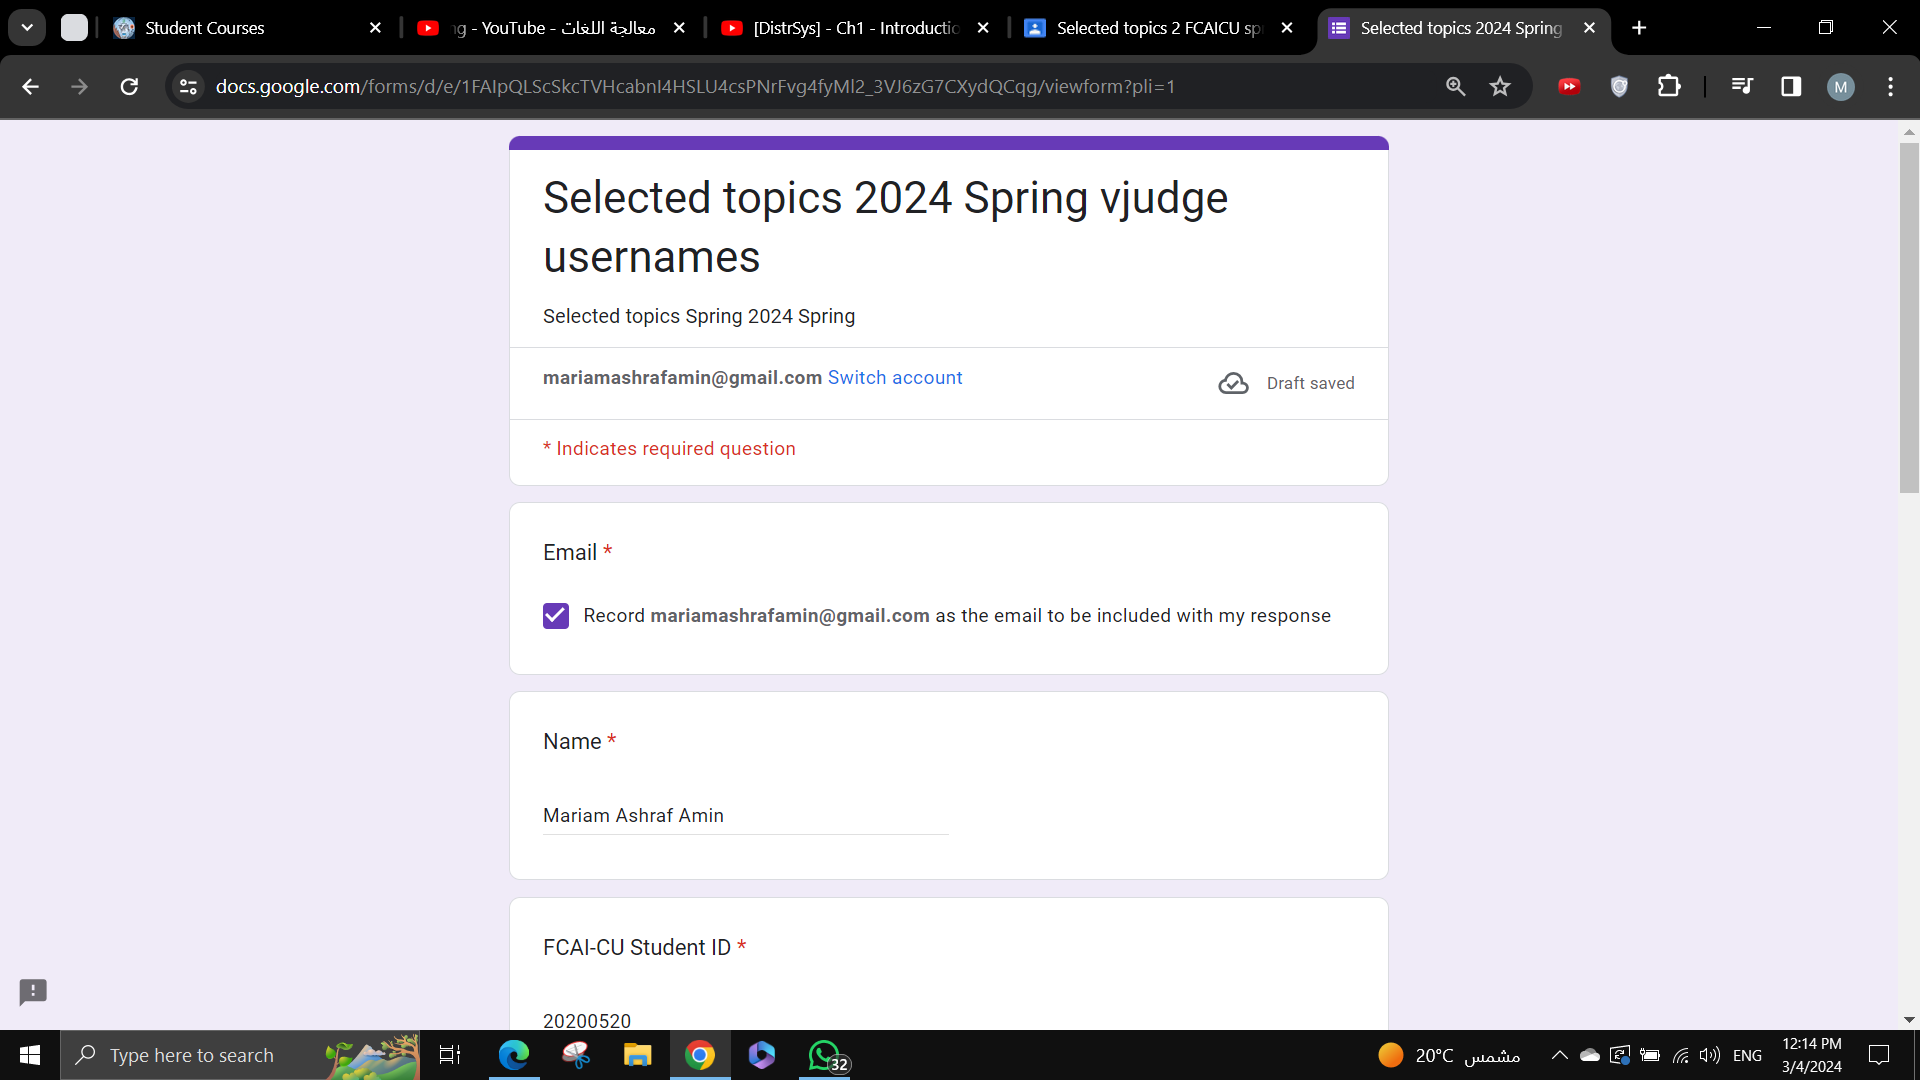 Student Courses
ng - YouTube - معالجة اللغات
[DistrSys] - Ch1 - Introductio
Selected topics 2 FCAICU sp
Selected topics 2024 Spring
docs.google.com/forms/d/e/1FAIpQLScSkcTVHcabnI4HSLU4csPNrFvg4fyMl2_3VJ6zG7CXydQCqg/viewform?pli=1
M
Selected topics 2024 Spring vjudge
usernames
Selected topics Spring 2024 Spring
mariamashrafamin@gmail.com Switch account
Draft saved
* Indicates required question
Email *
Record mariamashrafamin@gmail.com as the email to be included with my response
Name *
Mariam Ashraf Amin
FCAI-CU Student ID *
20200520
Type here to search
32
20°C مشمس
ENG
12:14 PM
3/4/2024